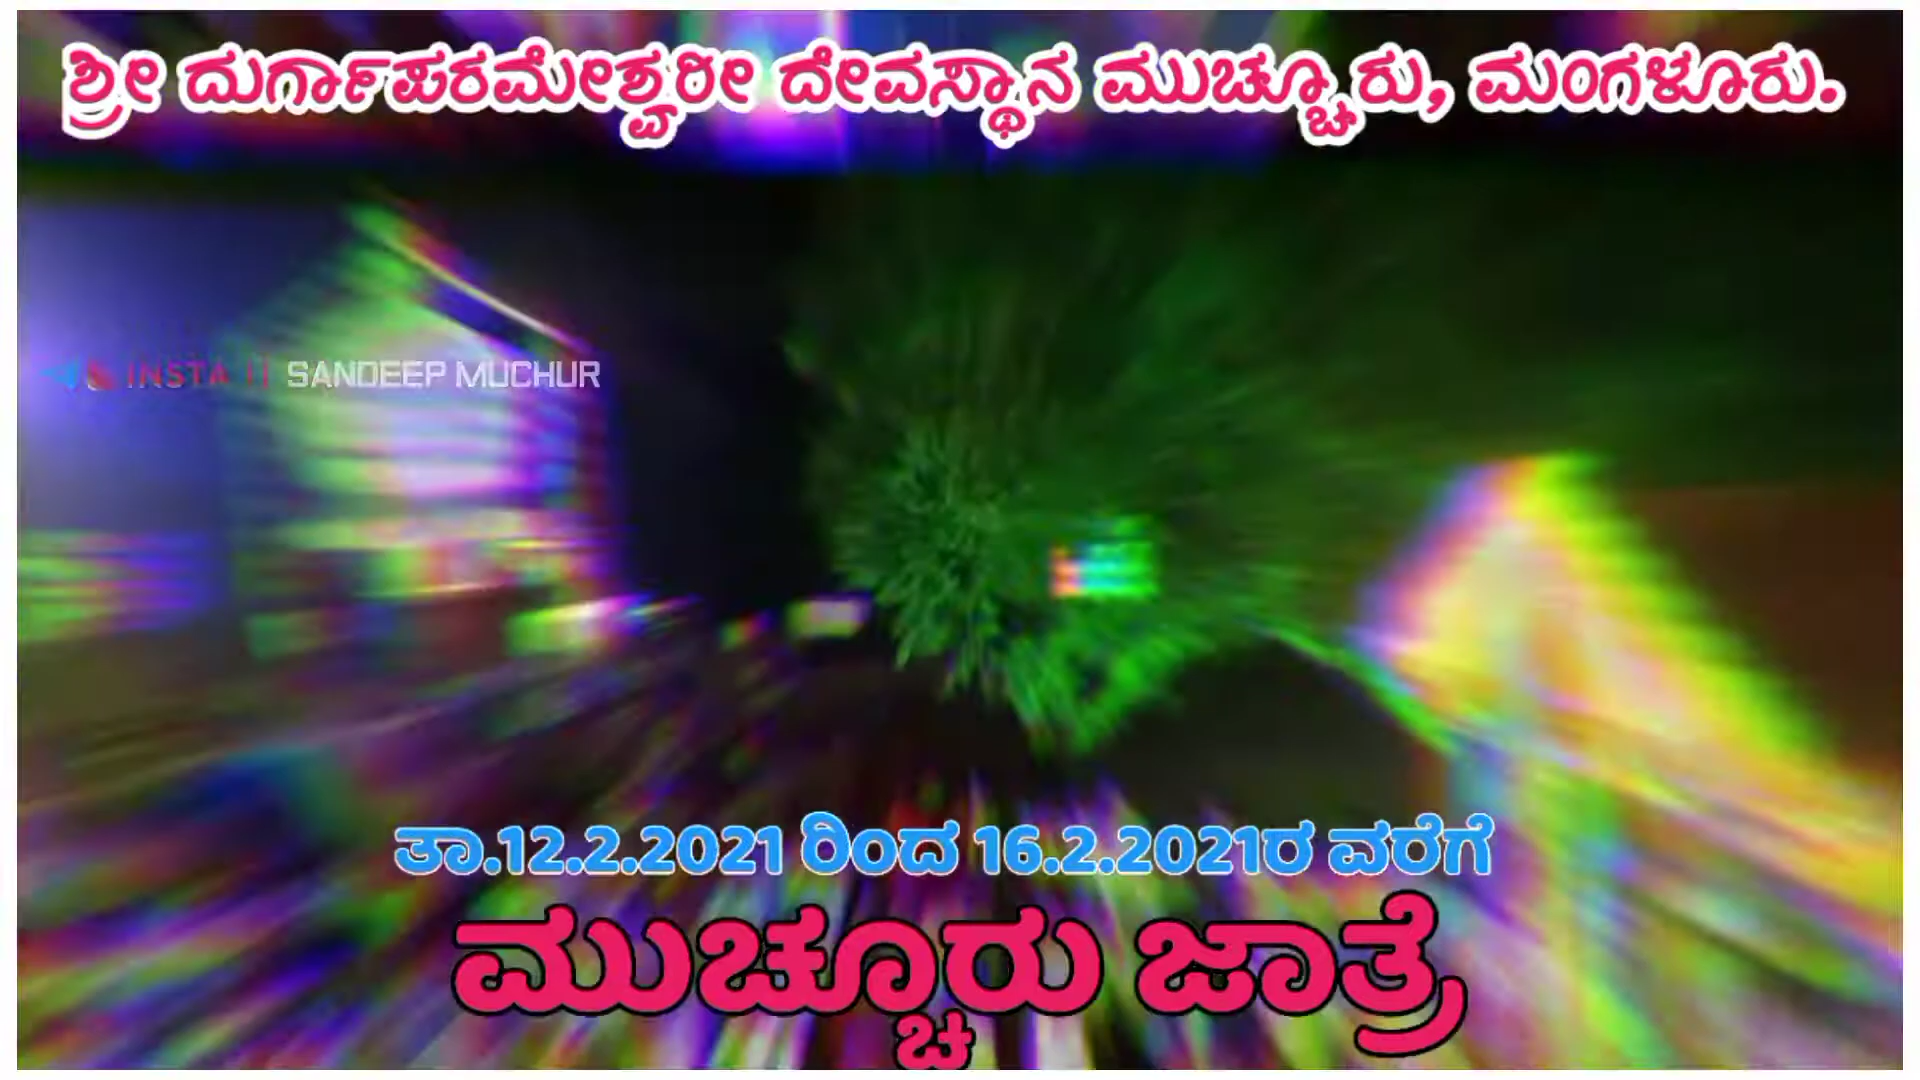 ಶ್ರೀ ದುರ್ಗಾಪರಮೇಶ್ವರೀ ದೇವಸ್ಥಾನ ಮುಚ್ಚೂರು, ಮಂಗಳೂರು.
INSTA || SANDEEP MUCHUR
ತಾ.12.2.2021 ರಿಂದ 16.2.2021ರ ವರೆಗೆ
ಮುಚ್ಚೂರು ಜಾತ್ರೆ